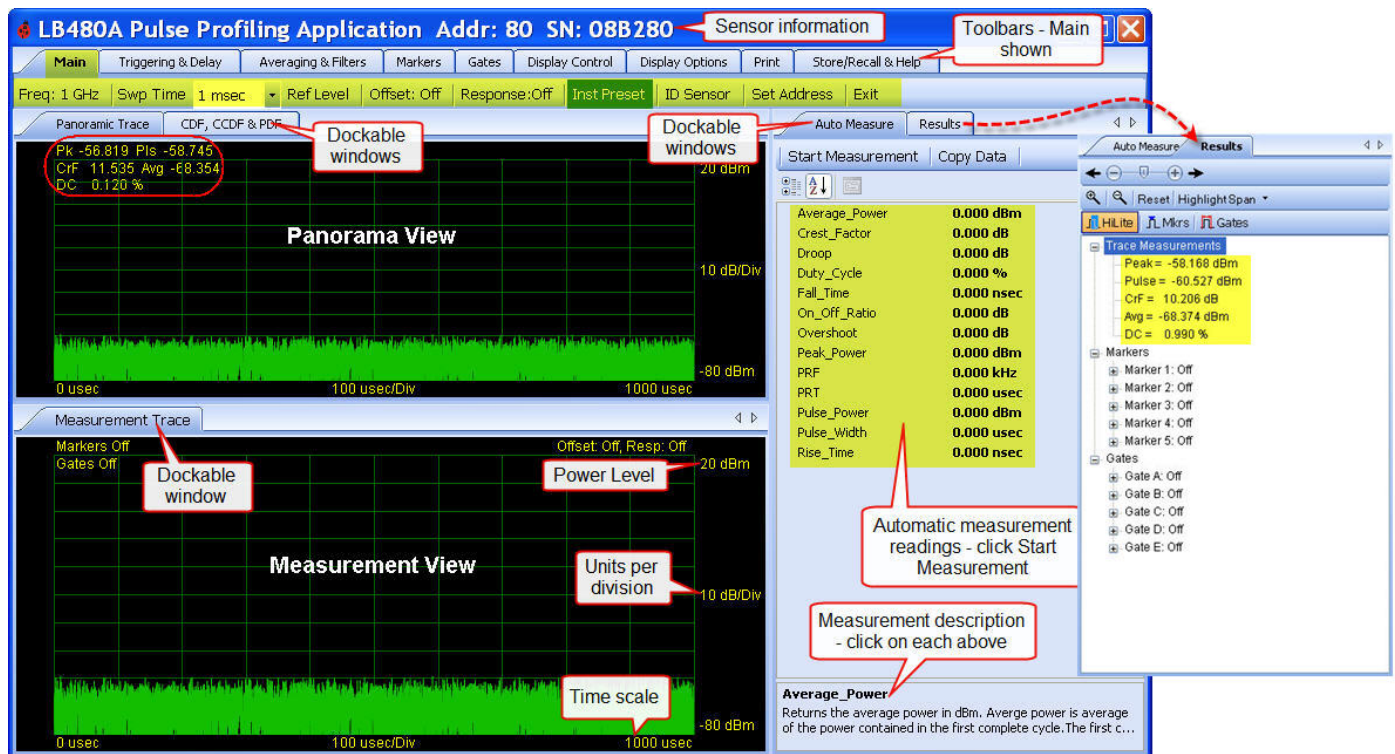 LB480A Pulse Profiling Application Addr: 80 SN: 08B280
Sensor information
Toolbars - Main
shown
Main Triggering & Delay Averaging & Filters Markers Gates Display Control Display Options Print Store/Recall & Help
Freq: 1 GHz Swp Time 1 msec Ref Level Offset: Off Response:Off Inst Preset ID Sensor Set Address Exit
Panoramic Trace CDF, CCDF & PDF
Dockable
windows
Pk -56.819 Pls -58.745
CrF 11.535 Avg -68.354
DC 0.120 %
20 dBm
Panorama View
10 dB/Div
-80 dBm
0 usec 100 usec/Div 1000 usec
Measurement Trace
Markers Off
Gates Off
Offset: Off, Resp: Off
Dockable
window
Power Level
20 dBm
Measurement View
Units per
division
10 dB/Div
Time scale
-80 dBm
0 usec 100 usec/Div 1000 usec
Dockable
windows
Auto Measure Results
Start Measurement Copy Data
Average_Power 0.000 dBm
Crest_Factor 0.000 dB
Droop 0.000 dB
Duty_Cycle 0.000 %
Fall_Time 0.000 nsec
On_Off_Ratio 0.000 dB
Overshoot 0.000 dB
Peak_Power 0.000 dBm
PRF 0.000 kHz
PRT 0.000 usec
Pulse_Power 0.000 dBm
Pulse_Width 0.000 usec
Rise_Time 0.000 nsec
Automatic measurement
readings - click Start
Measurement
Measurement description
- click on each above
Average_Power
Returns the average power in dBm. Averge power is average
of the power contained in the first complete cycle.The first c...
Auto Measure Results
Reset HighlightSpan
HiLite Mkrs Gates
Trace Measurements
Peak = -58.168 dBm
Pulse = -60.527 dBm
CrF = 10.206 dB
Avg = -68.374 dBm
DC = 0.990 %
Markers
Marker 1: Off
Marker 2: Off
Marker 3: Off
Marker 4: Off
Marker 5: Off
Gates
Gate A: Off
Gate B: Off
Gate C: Off
Gate D: Off
Gate E: Off